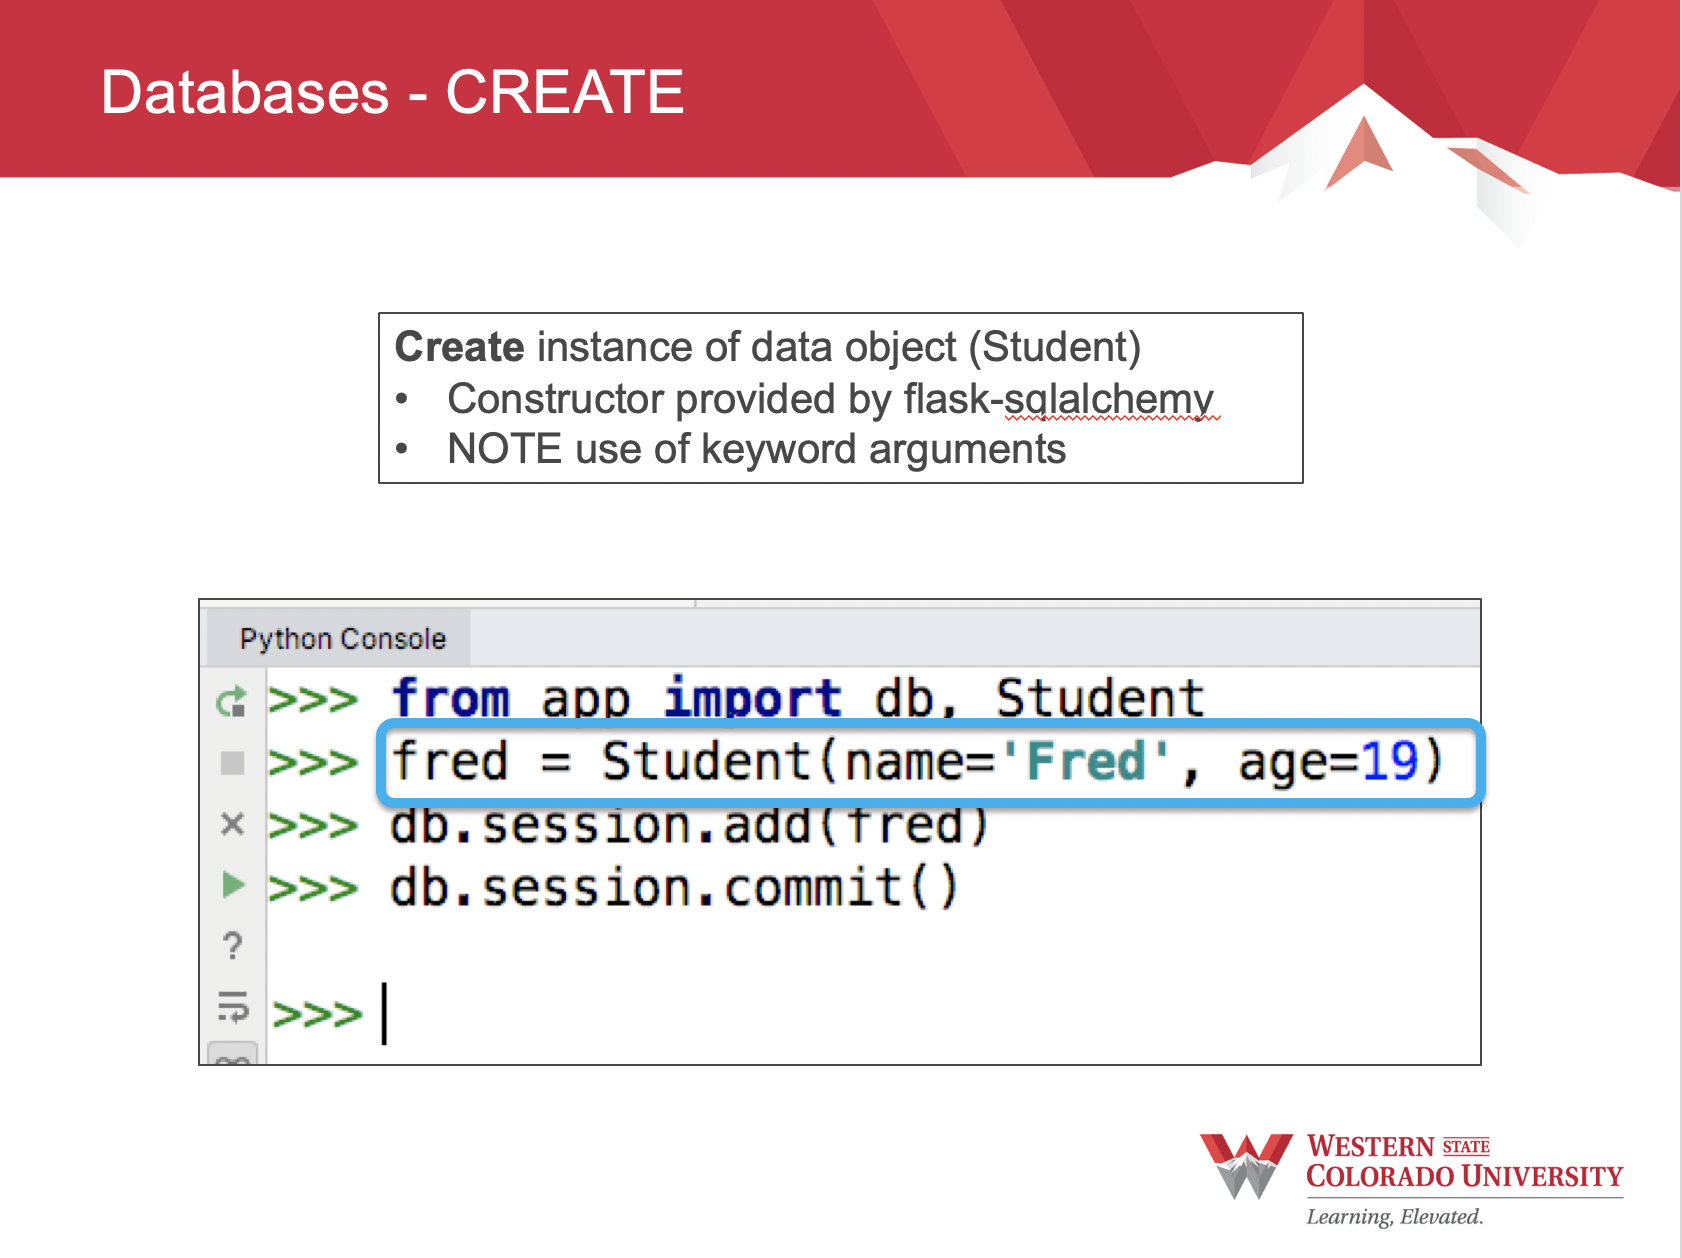 Databases - CREATE
Create instance of data object (Student)
• Constructor provided by flask-sqlalchemy
• NOTE use of keyword arguments
Python Console
>>> from app import db, Student
>>> fred = Student(name='Fred', age=19)
>>> db.session.add(fred)
>>> db.session.commit()
>>>
WESTERN STATE
COLORADO UNIVERSITY
Learning, Elevated.